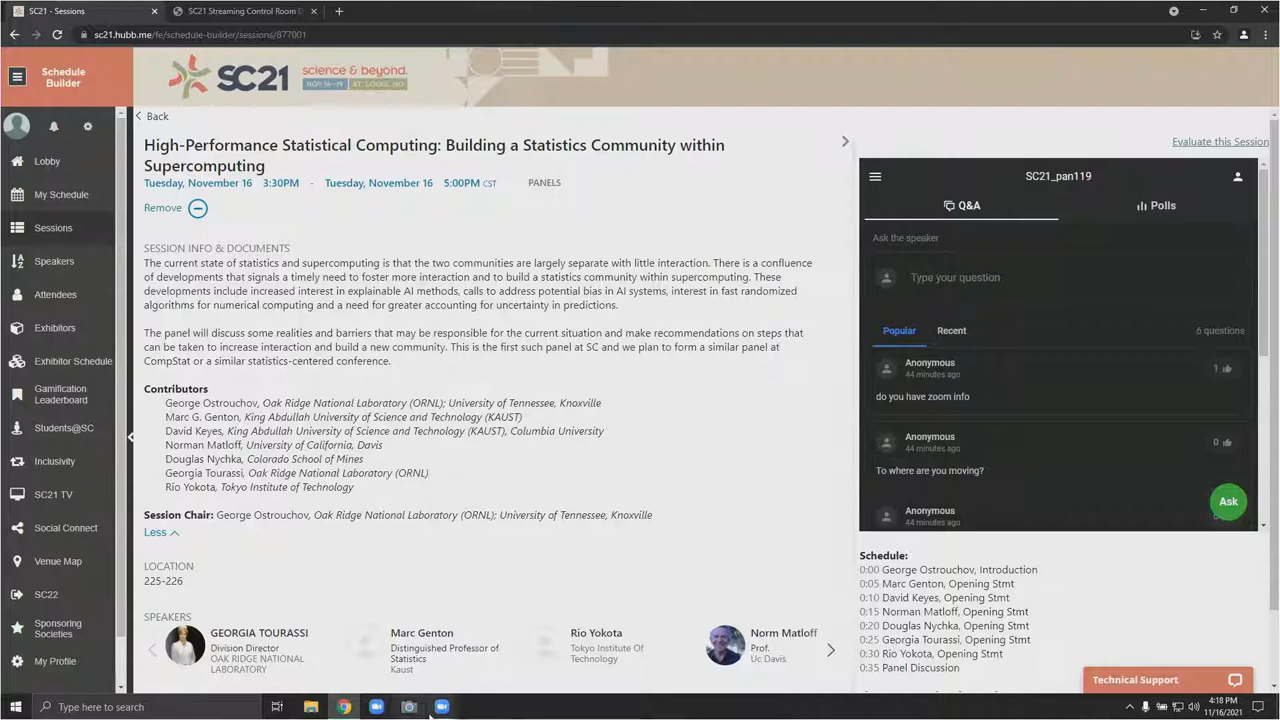 SC21 - Sessions
SC21 Streaming Control Room D
sc21.hubb.me/fe/schedule-builder/sessions/877001
Schedule
Builder
SC21
science & beyond.
NOV 16-19 ST. LOUIS, MO
Lobby
My Schedule
Sessions
Speakers
Attendees
Exhibitors
Exhibitor Schedule
Gamification
Leaderboard
Students@SC
Inclusivity
SC21 TV
Social Connect
Venue Map
SC22
Sponsoring
Societies
My Profile
Back
High-Performance Statistical Computing: Building a Statistics Community within
Supercomputing
Tuesday, November 16 3:30PM - Tuesday, November 16 5:00PM CST PANELS
Remove
SESSION INFO & DOCUMENTS
The current state of statistics and supercomputing is that the two communities are largely separate with little interaction. There is a confluence
of developments that signals a timely need to foster more interaction and to build a statistics community within supercomputing. These
developments include increased interest in explainable AI methods, calls to address potential bias in AI systems, interest in fast randomized
algorithms for numerical computing and a need for greater accounting for uncertainty in predictions.
The panel will discuss some realities and barriers that may be responsible for the current situation and make recommendations on steps that
can be taken to increase interaction and build a new community. This is the first such panel at SC and we plan to form a similar panel at
CompStat or a similar statistics-centered conference.
Contributors
George Ostrouchov, Oak Ridge National Laboratory (ORNL); University of Tennessee, Knoxville
Marc G. Genton, King Abdullah University of Science and Technology (KAUST)
David Keyes, King Abdullah University of Science and Technology (KAUST), Columbia University
Norman Matloff, University of California, Davis
Douglas Nychka, Colorado School of Mines
Georgia Tourassi, Oak Ridge National Laboratory (ORNL)
Rio Yokota, Tokyo Institute of Technology
Session Chair: George Ostrouchov, Oak Ridge National Laboratory (ORNL); University of Tennessee, Knoxville
Less
LOCATION
225-226
SPEAKERS
GEORGIA TOURASSI
Division Director
OAK RIDGE NATIONAL
LABORATORY
Marc Genton
Distinguished Professor of
Statistics
Kaust
Rio Yokota
Tokyo Institute Of
Technology
Norm Matloff
Prof.
Uc Davis
Evaluate this Session
SC21_pan119
Q&A
Polls
Ask the speaker
Type your question
Popular
Recent
6 questions
Anonymous
44 minutes ago
1
do you have zoom info
Anonymous
44 minutes ago
0
To where are you moving?
Anonymous
44 minutes ago
Ask
Schedule:
0:00 George Ostrouchov, Introduction
0:05 Marc Genton, Opening Stmt
0:10 David Keyes, Opening Stmt
0:15 Norman Matloff, Opening Stmt
0:20 Douglas Nychka, Opening Stmt
0:25 Georgia Tourassi, Opening Stmt
0:30 Rio Yokota, Opening Stmt
0:35 Panel Discussion
Technical Support
Type here to search
4:18 PM
11/16/2021